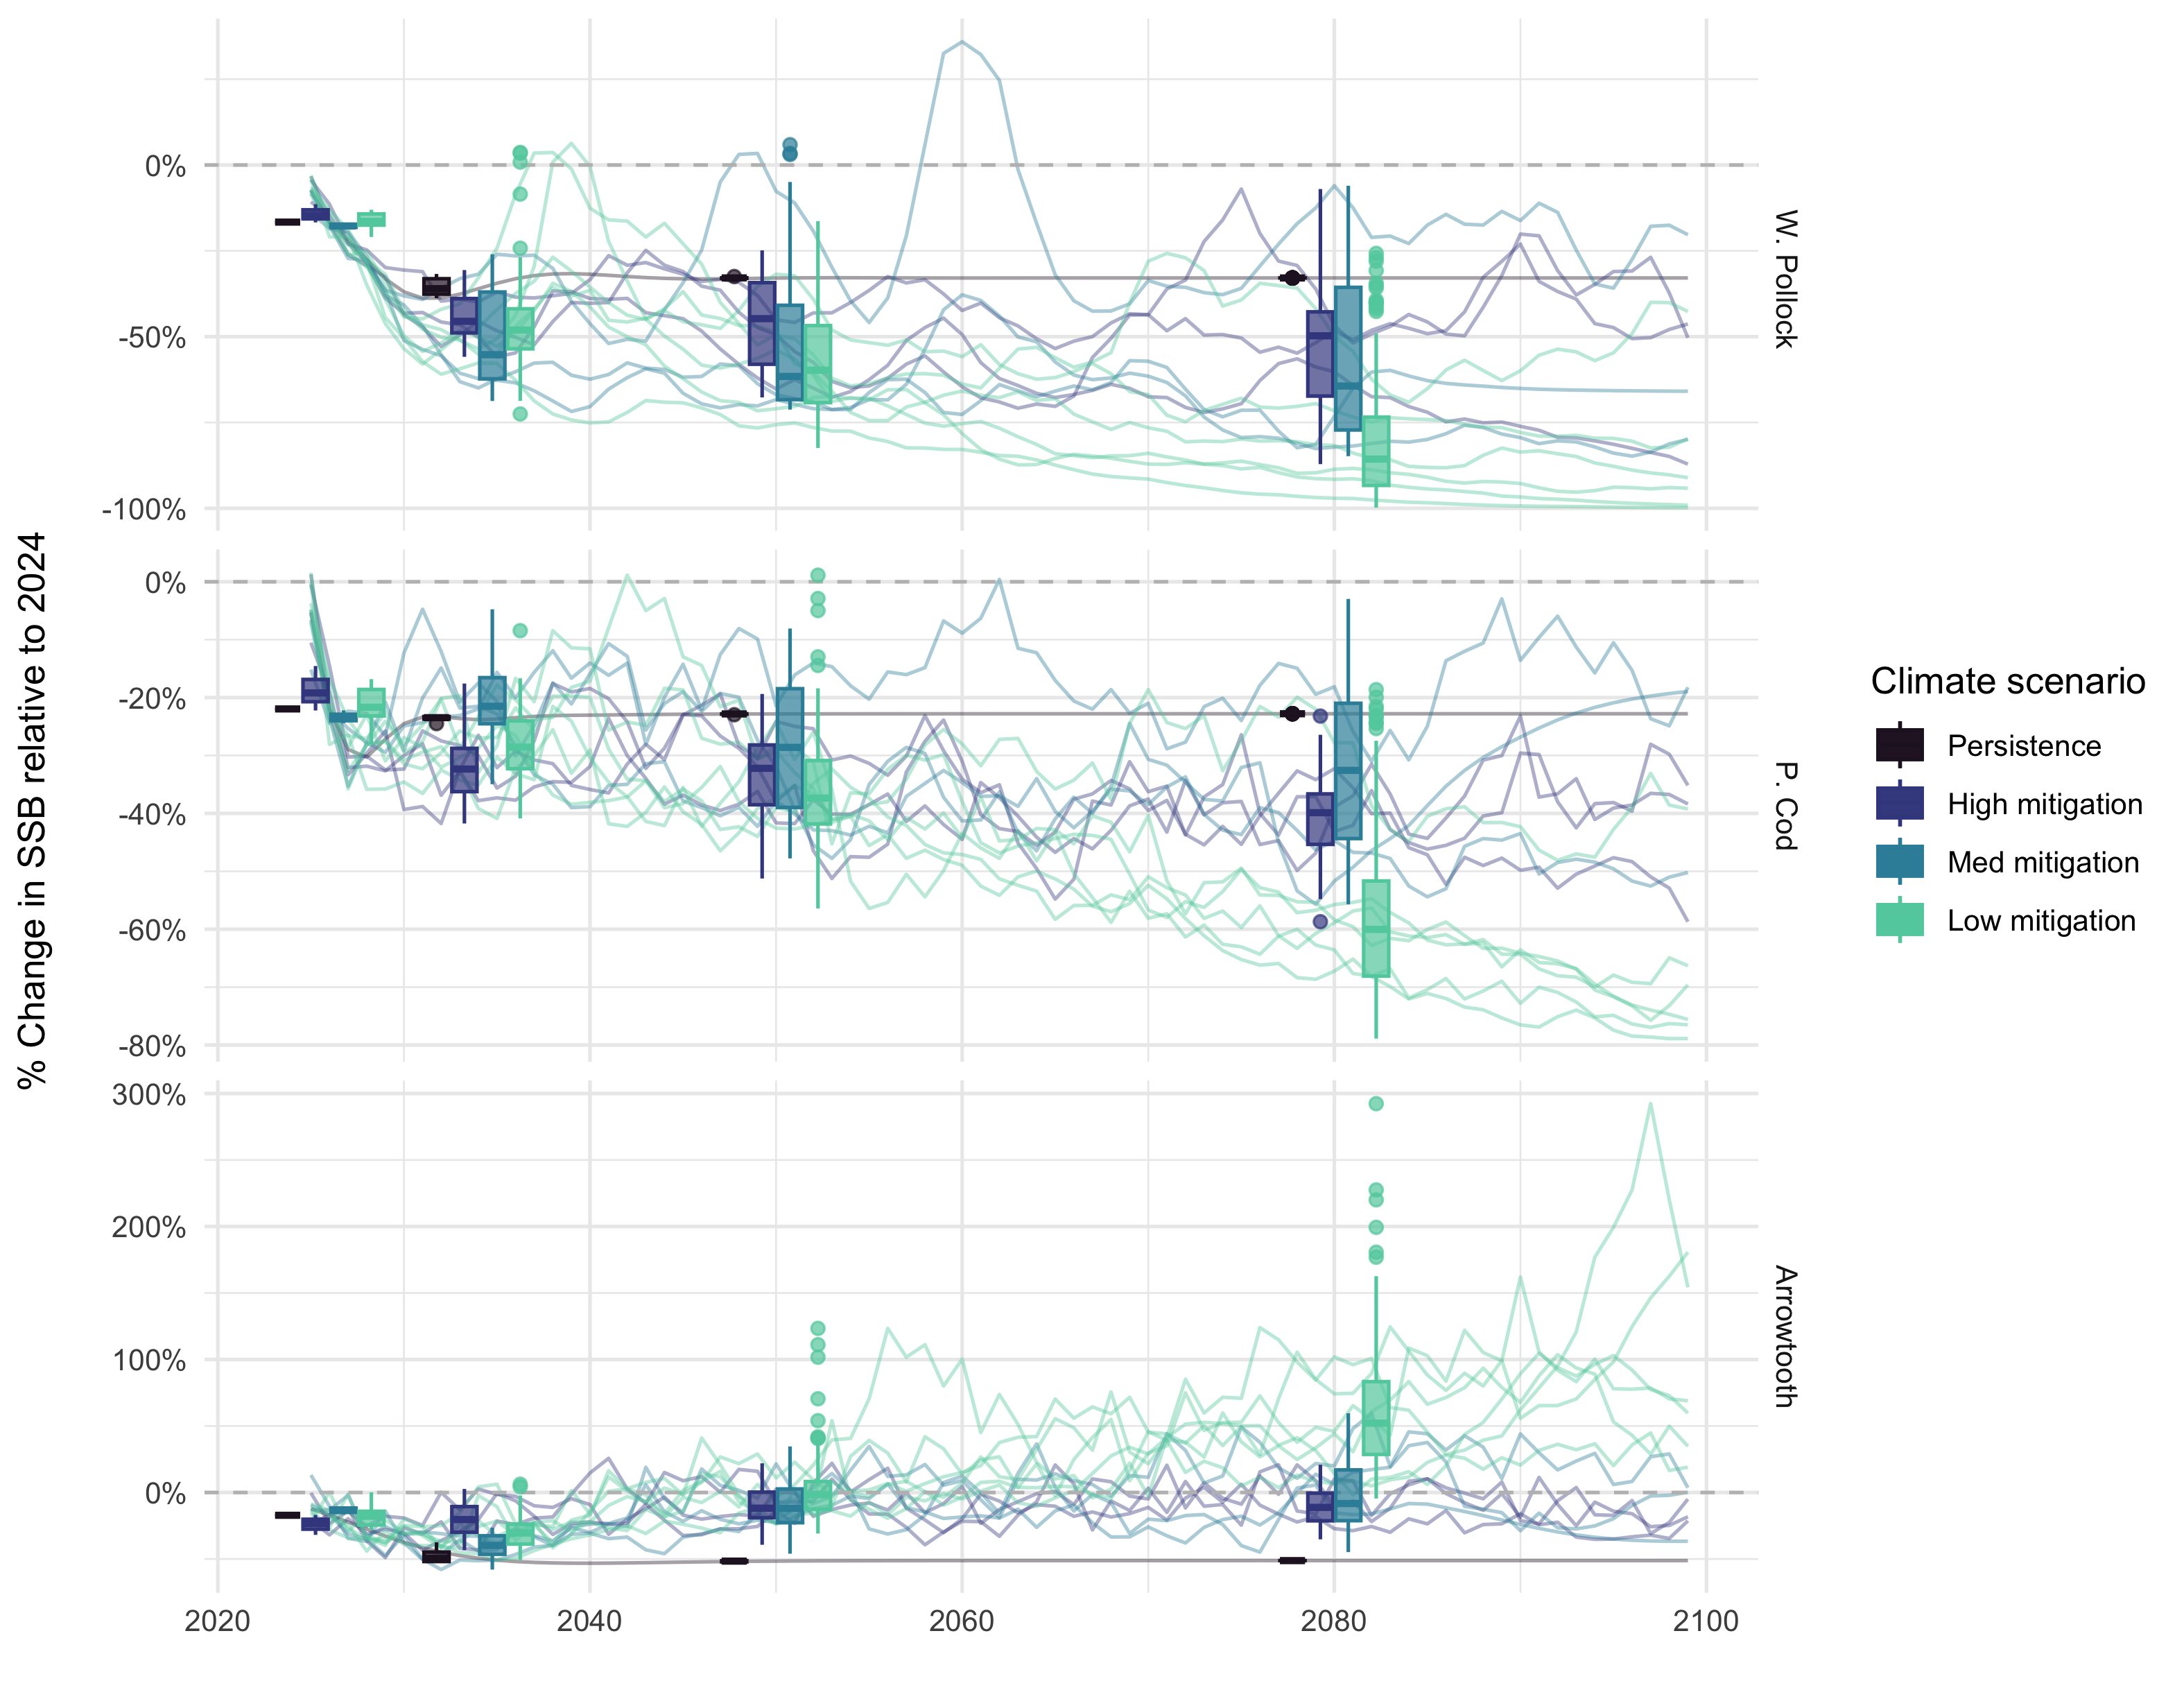 % Change in SSB relative to 2024
0%
-50%
-100%
W. Pollock
0%
-20%
-40%
-60%
-80%
P. Cod
300%
200%
100%
0%
Arrowtooth
2020
2040
2060
2080
2100
Climate scenario
Persistence
High mitigation
Med mitigation
Low mitigation